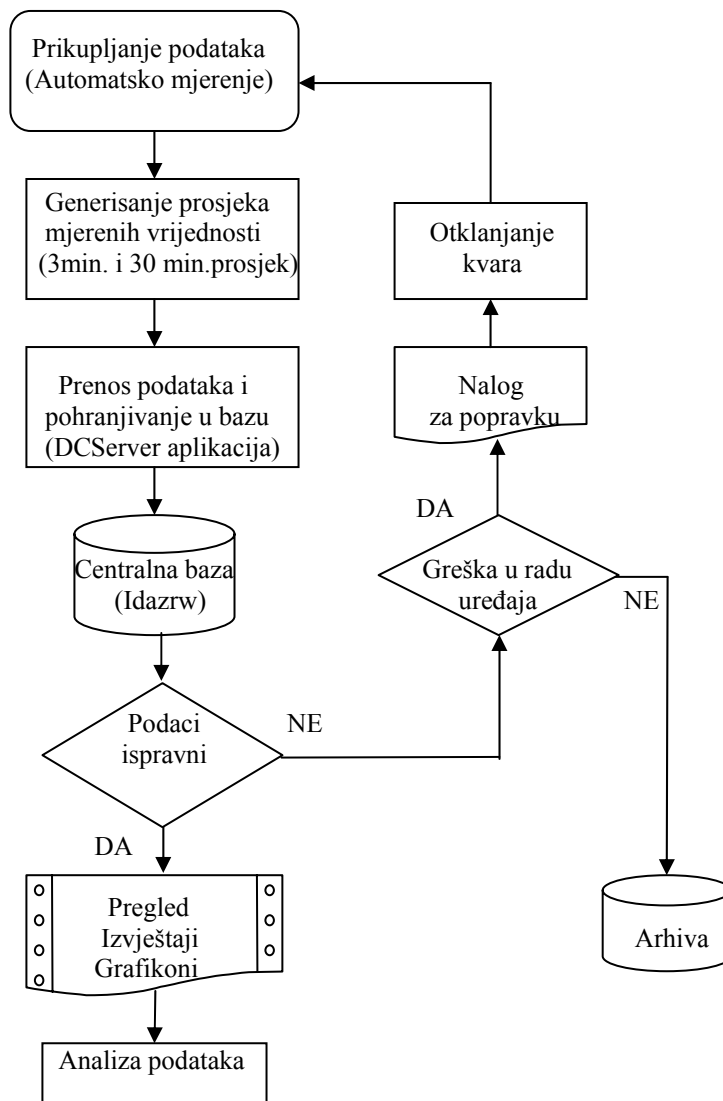 Prikupljanje podataka
(Automatsko mjerenje)
Generisanje prosjeka
mjerenih vrijednosti
(3min. i 30 min.prosjek)
Otklanjanje
kvara
Prenos podataka i
pohranjivanje u bazu
(DCServer aplikacija)
Nalog
za popravku
DA
Centralna baza
(Idazrw)
Greška u radu
uređaja
NE
Podaci
ispravni
NE
DA
Pregled
Izvještaji
Grafikoni
Arhiva
Analiza podataka